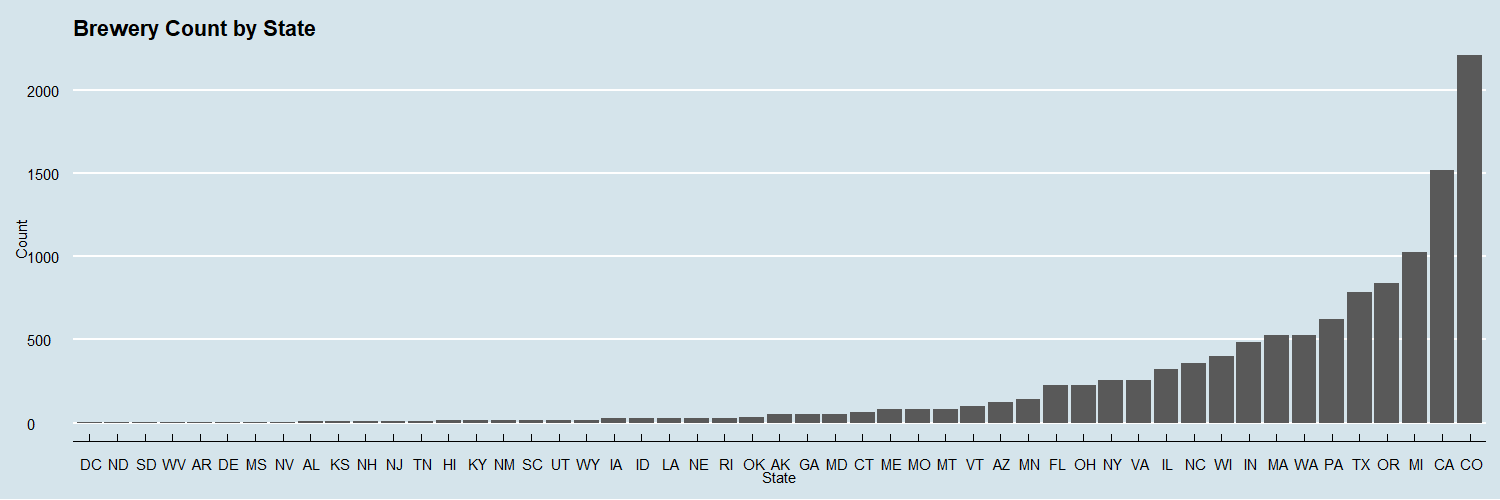 Brewery Count by State
2000
1500
Count
1000
500
0
DC ND SD WV AR DE MS NV AL KS NH NJ TN HI KY NM SC UT WY IA ID LA NE RI OK AK GA MD CT ME MO MT VT AZ MN FL OH NY VA IL NC WI IN MA WA PA TX OR MI CA CO
State